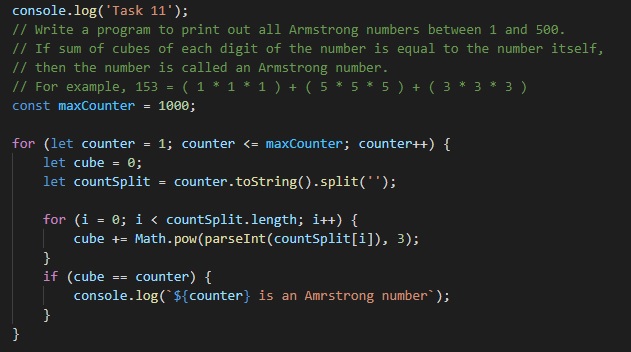 console.log('Task 11');
// Write a program to print out all Armstrong numbers between 1 and 500.
// If sum of cubes of each digit of the number is equal to the number itself,
// then the number is called an Armstrong number.
// For example, 153 = ( 1 * 1 * 1 ) + ( 5 * 5 * 5 ) + ( 3 * 3 * 3 )
const maxCounter = 1000;

for (let counter = 1; counter <= maxCounter; counter++) {
    let cube = 0;
    let countSplit = counter.toString().split('');

    for (i = 0; i < countSplit.length; i++) {
        cube += Math.pow(parseInt(countSplit[i]), 3);
    }
    if (cube == counter) {
        console.log(`${counter} is an Amrstrong number`);
    }
}